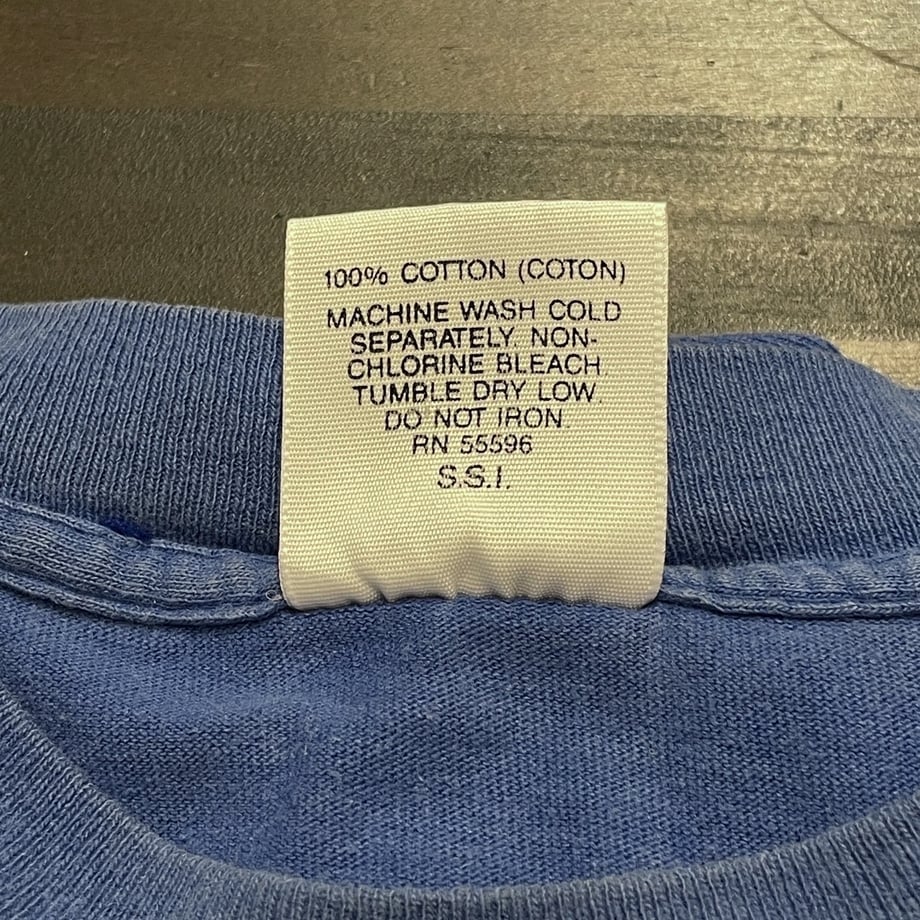 100% COTTON (COTON)
MACHINE WASH COLD
SEPARATELY. NON-
CHLORINE BLEACH.
TUMBLE DRY LOW.
DO NOT IRON.
RN 55596
S.S.I.